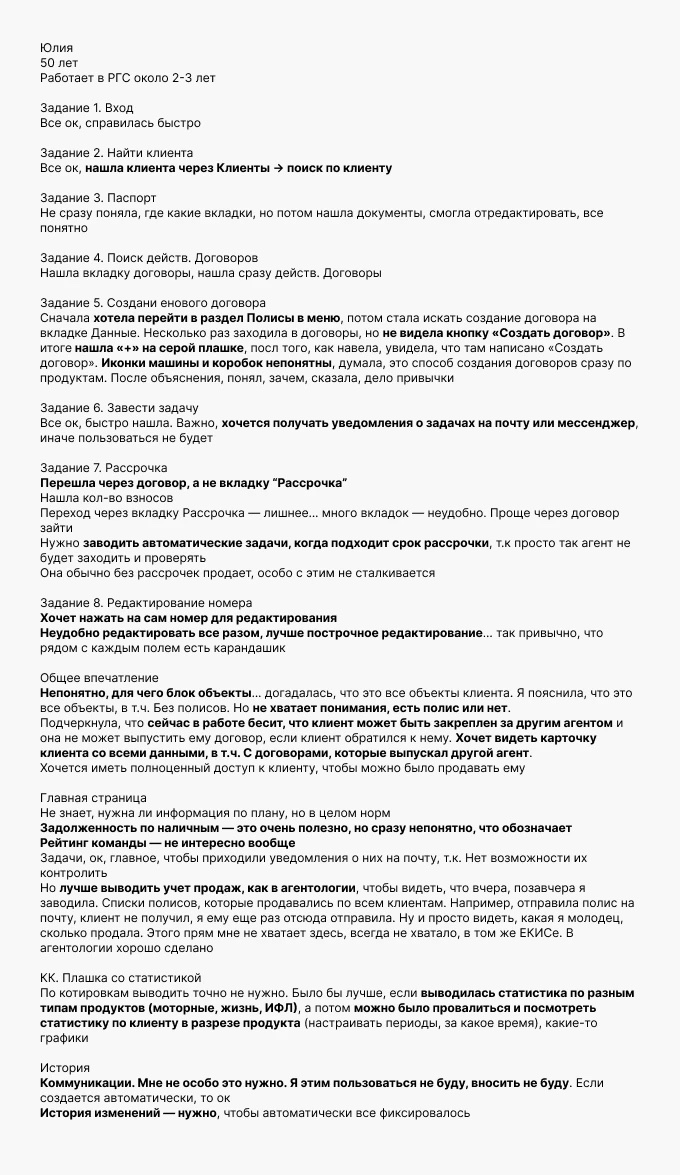 Юлия
50 лет
Работает в РГС около 2-3 лет
Задание 1. Вход
Все ок, справилась быстро
Задание 2. Найти клиента
Все ок, нашла клиента через Клиенты → поиск по клиенту
Задание 3. Паспорт
Не сразу поняла, где какие вкладки, но потом нашла документы, смогла отредактировать, все
понятно
Задание 4. Поиск действ. Договоров
Нашла вкладку договоры, нашла сразу действ. Договоры
Задание 5. Создани енового договора
Сначала хотела перейти в раздел Полисы в меню, потом стала искать создание договора на
вкладке Данные. Несколько раз заходила в договоры, но не видела кнопку «Создать договор». В
итоге нашла «+» на серой плашке, посл того, как навела, увидела, что там написано «Создать
договор». Иконки машины и коробок непонятны, думала, это способ создания договоров сразу по
продуктам. После объяснения, понял, зачем, сказала, дело привычки
Задание 6. Завести задачу
Все ок, быстро нашла. Важно, хочется получать уведомления о задачах на почту или мессенджер,
иначе пользоваться не будет
Задание 7. Рассрочка
Перешла через договор, а не вкладку “Рассрочка”
Нашла кол-во взносов
Переход через вкладку Рассрочка — лишнее... много вкладок — неудобно. Проще через договор
зайти
Нужно заводить автоматические задачи, когда подходит срок рассрочки, т.к просто так агент не
будет заходить и проверять
Она обычно без рассрочек продает, особо с этим не сталкивается
Задание 8. Редактирование номера
Хочет нажать на сам номер для редактирования
Неудобно редактировать все разом, лучше построчное редактирование... так привычно, что
рядом с каждым полем есть карандашик
Общее впечатление
Непонятно, для чего блок объекты... догадалась, что это все объекты клиента. Я пояснила, что это
все объекты, в т.ч. Без полисов. Но не хватает понимания, есть полис или нет.
Подчеркнула, что сейчас в работе бесит, что клиент может быть закреплен за другим агентом и
она не может выпустить ему договор, если клиент обратился к нему. Хочет видеть карточку
клиента со всеми данными, в т.ч. С договорами, которые выпускал другой агент.
Хочется иметь полноценный доступ к клиенту, чтобы можно было продавать ему
Главная страница
Не знает, нужна ли информация по плану, но в целом норм
Задолженность по наличным — это очень полезно, но сразу непонятно, что обозначает
Рейтинг команды — не интересно вообще
Задачи, ок, главное, чтобы приходили уведомления о них на почту, т.к. Нет возможности их
контролить
Но лучше выводить учет продаж, как в агентологии, чтобы видеть, что вчера, позавчера я
заводила. Списки полисов, которые продавались по всем клиентам. Например, отправила полис на
почту, клиент не получил, я ему еще раз отсюда отправила. Ну и просто видеть, какая я молодец,
сколько продала. Этого прям мне не хватает здесь, всегда не хватало, в том же ЕКИСе. В
агентологии хорошо сделано
КК. Плашка со статистикой
По котировкам выводить точно не нужно. Было бы лучше, если выводилась статистика по разным
типам продуктов (моторные, жизнь, ИФЛ), а потом можно было провалиться и посмотреть
статистику по клиенту в разрезе продукта (настраивать периоды, за какое время), какие-то
графики
История
Коммуникации. Мне не особо это нужно. Я этим пользоваться не буду, вносить не буду. Если
создается автоматически, то ок
История изменений — нужно, чтобы автоматически все фиксировалось